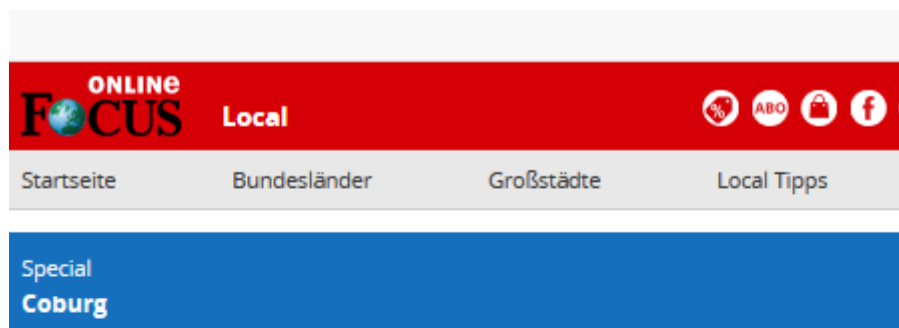 ONLINE
FOCUS Local % ABO f
Startseite Bundesländer Großstädte Local Tipps
Special
Coburg